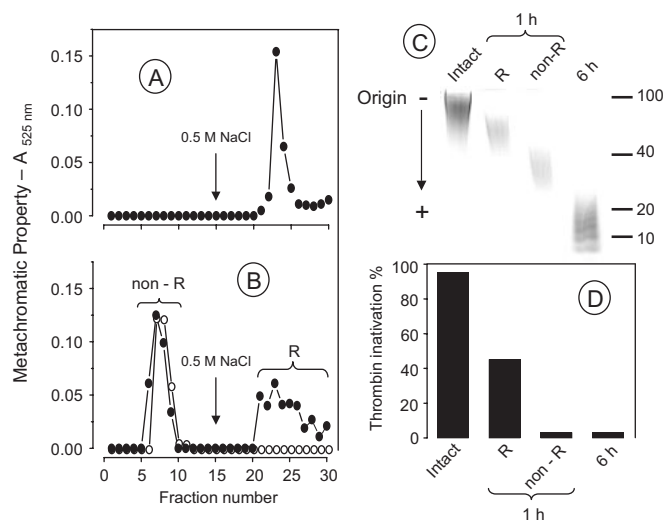 Metachromatic Property – A 525 nm
0.15
0.10
0.05
0.00
A
0.5 M NaCl
0.15
0.10
0.05
0.00
non - R
B
0.5 M NaCl
R
0 5 10 15 20 25 30
Fraction number
C
1 h
Intact
R
non-R
6 h
Origin -
+
100
40
20
10
Thrombin inativation %
100
80
60
40
20
0
D
Intact
R
non - R
6 h
1 h